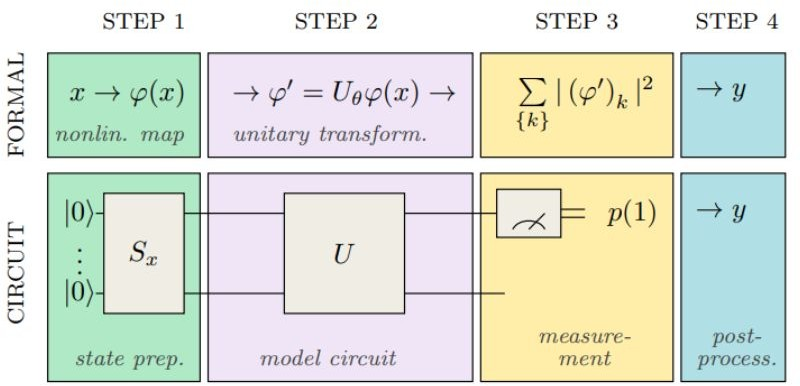 STEP 1 STEP 2 STEP 3 STEP 4
FORMAL
x → φ(x)
nonlin. map
→ φ′ = U_θφ(x) →
unitary transform.
∑_{k} | (φ′)_k |²
→ y
CIRCUIT
|0⟩
⋮
|0⟩
S_x
state prep.
U
model circuit
p(1)
measure-
ment
→ y
post-
process.